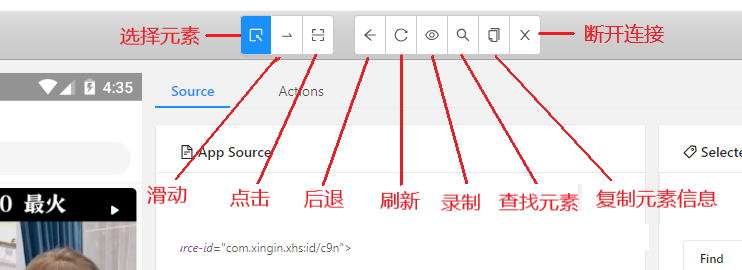 选择元素
断开连接
4:35
Source
Actions
App Source
Selecte
滑动
点击
后退
刷新
录制
查找元素
复制元素信息
0 最火
urce-id="com.xingin.xhs:id/c9n">
Find